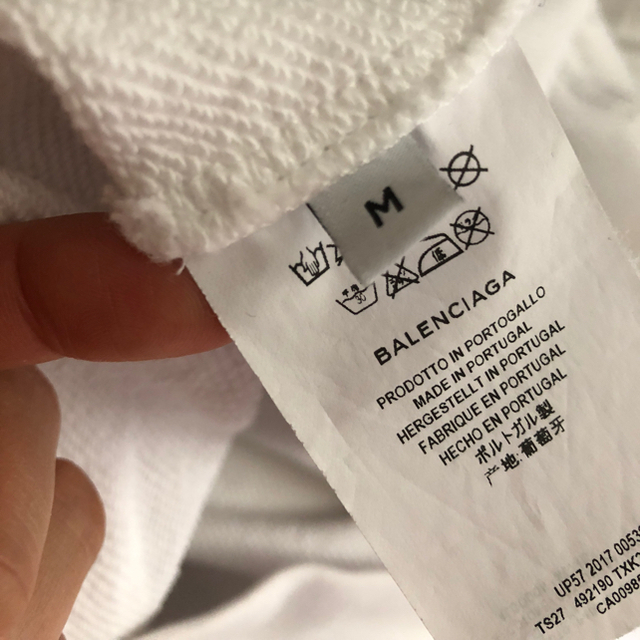 M
BALENCIAGA
PRODOTTO IN PORTOGALLO
MADE IN PORTUGAL
HERGESTELLT IN PORTUGAL
FABRIQUE EN PORTUGAL
HECHO EN PORTUGAL
ポルトガル製
产地:葡萄牙
UP57 2017
TS27 492190